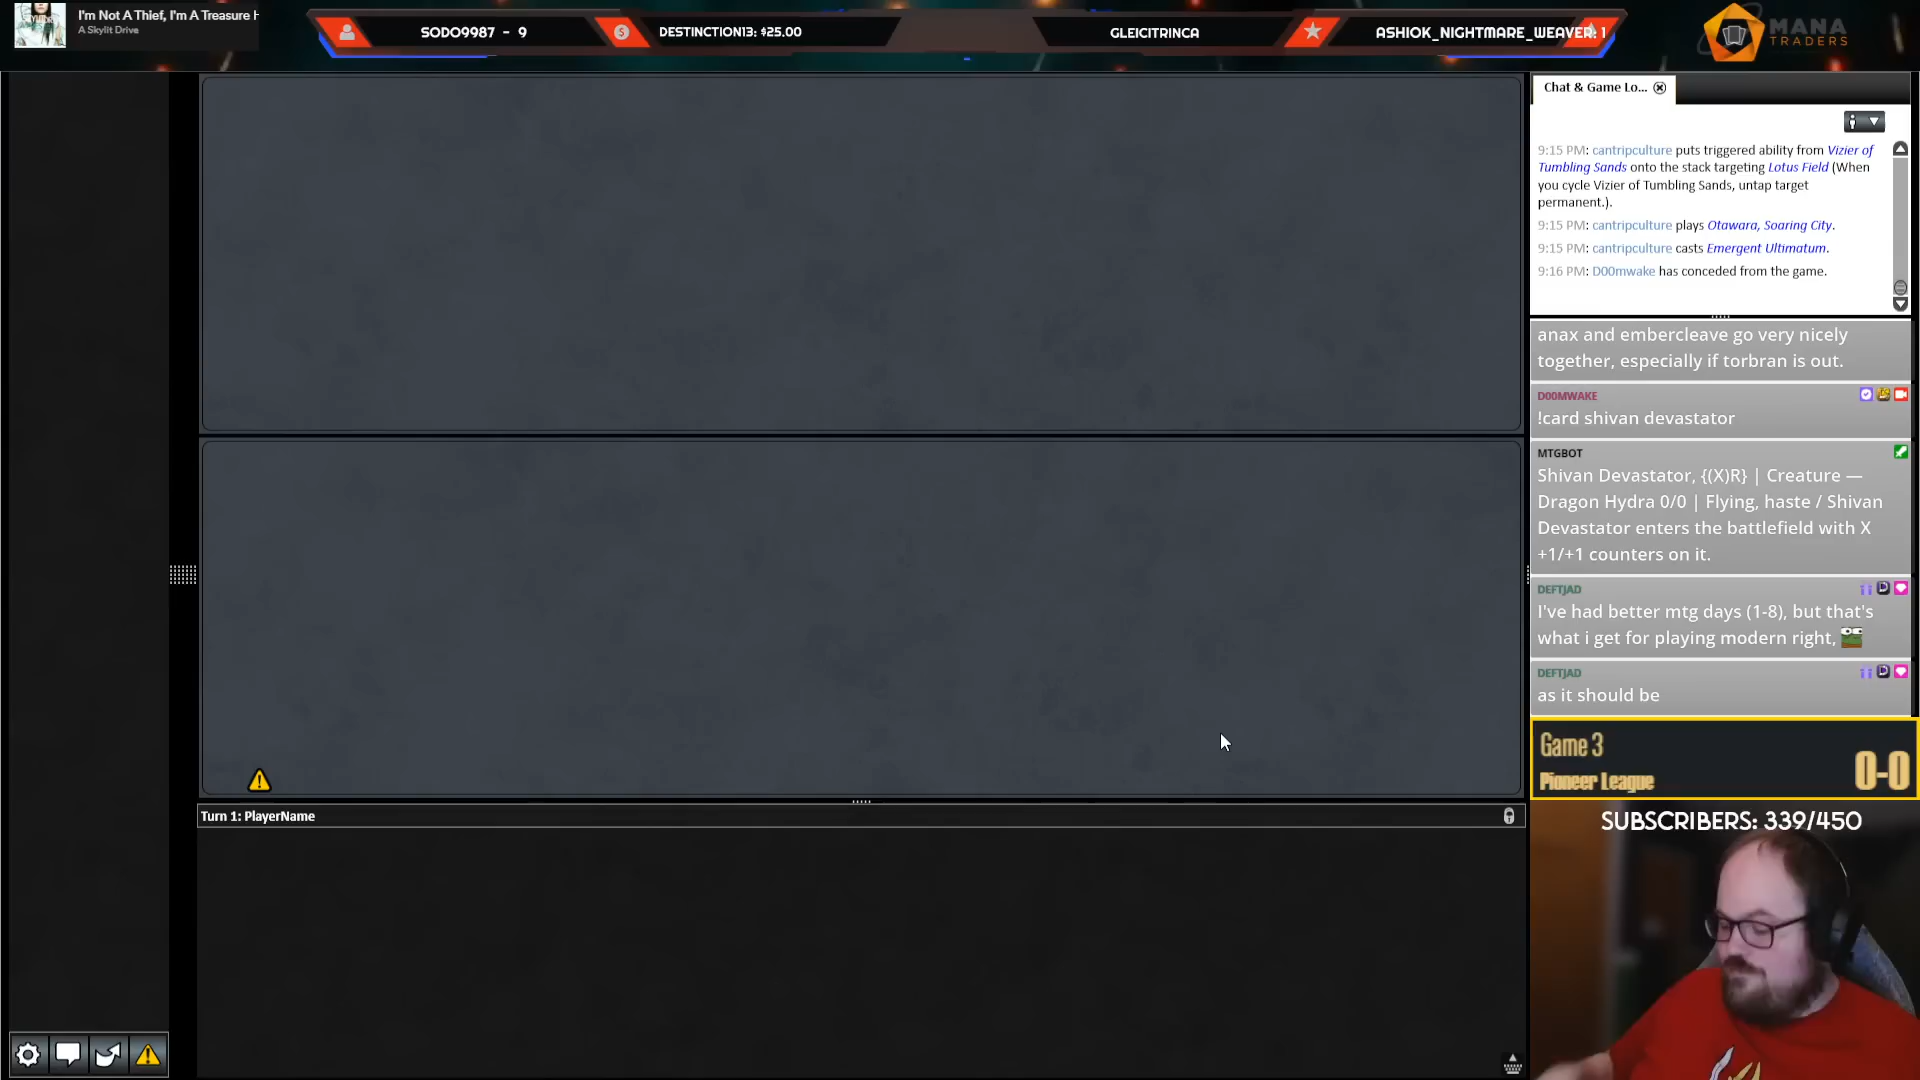 I'm Not A Thief, I'm A Treasure H
A Skylit Drive
SODO9987 - 9
DESTINCTION13: $25.00
GLEICITRINCA
ASHIOK_NIGHTMARE_WEAVER: 1
MANA
TRADERS
Chat & Game Lo...
9:15 PM: cantripculture puts triggered ability from Vizier of
Tumbling Sands onto the stack targeting Lotus Field (When
you cycle Vizier of Tumbling Sands, untap target
permanent.).
9:15 PM: cantripculture plays Otawara, Soaring City.
9:15 PM: cantripculture casts Emergent Ultimatum.
9:16 PM: D00mwake has conceded from the game.
anax and embercleave go very nicely
together, especially if torbran is out.
D00MWAKE
!card shivan devastator
MTGBOT
Shivan Devastator, {(X)R} | Creature —
Dragon Hydra 0/0 | Flying, haste / Shivan
Devastator enters the battlefield with X
+1/+1 counters on it.
DEFTJAD
I've had better mtg days (1-8), but that's
what i get for playing modern right,
DEFTJAD
as it should be
Game 3
Pioneer League
0-0
SUBSCRIBERS: 339/450
Turn 1: PlayerName